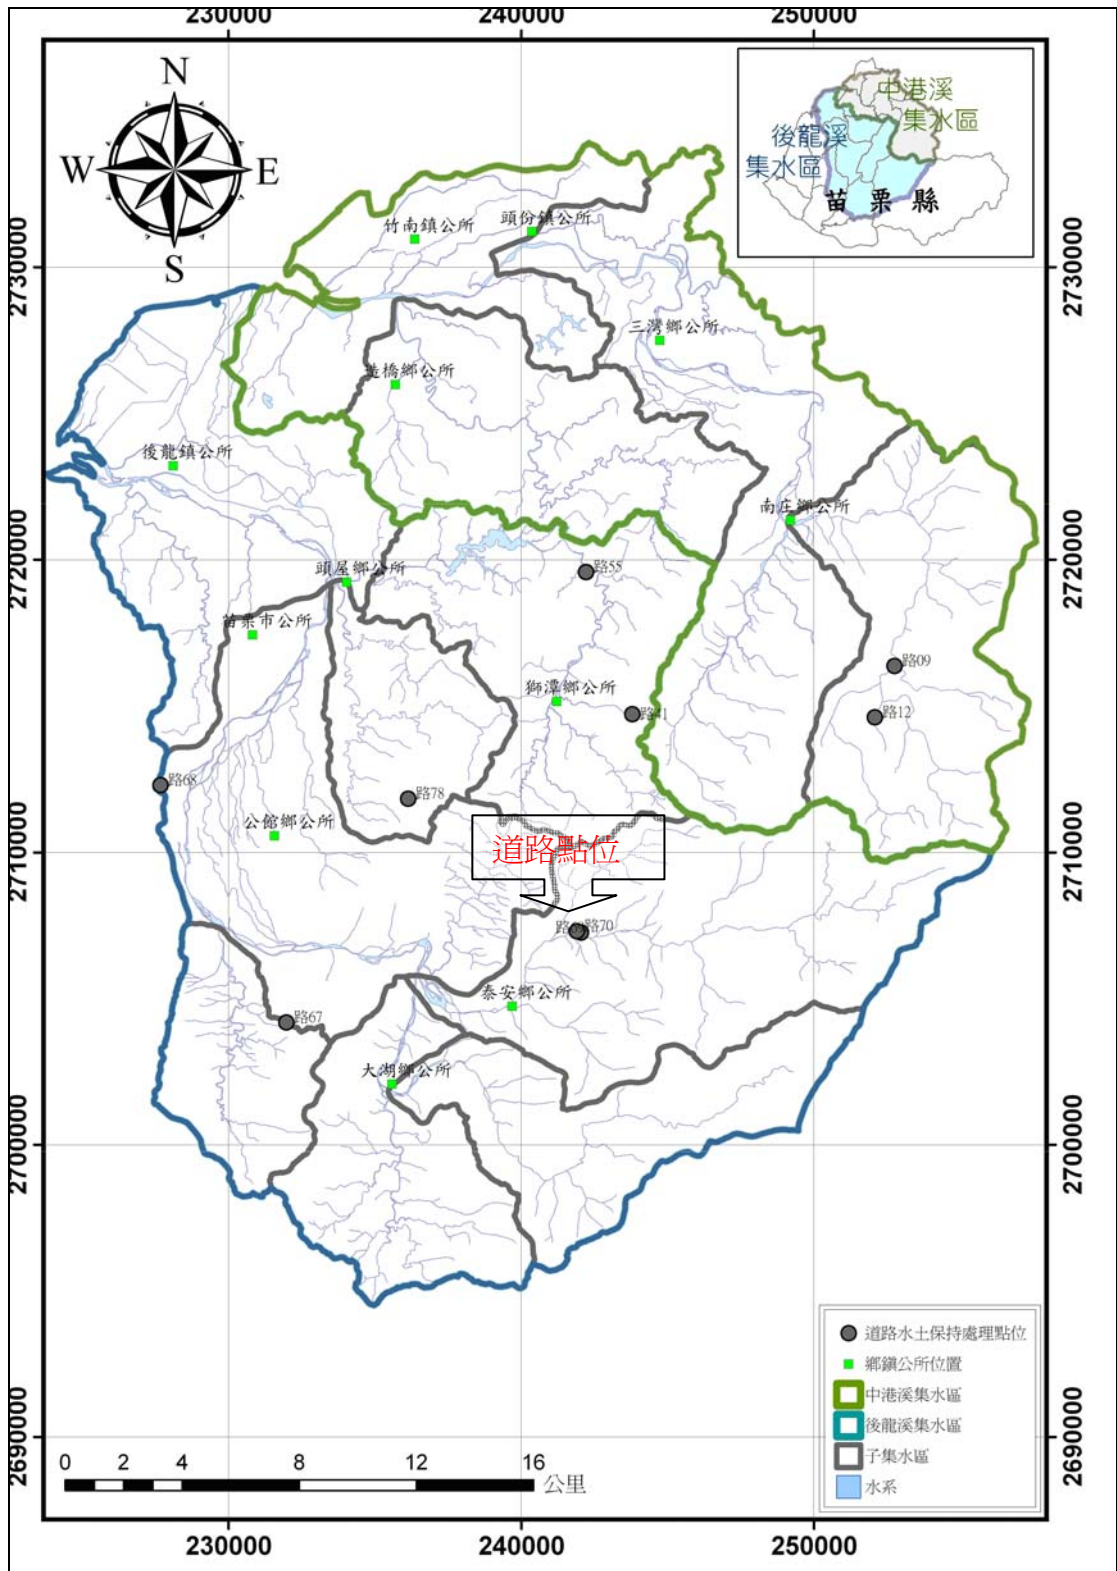 230000
240000
250000
N
W
E
S
中港溪
集水區
後龍溪
集水區
苗栗縣
竹南鎮公所
頭份鎮公所
2730000
2730000
三灣鄉公所
造橋鄉公所
後龍鎮公所
南庄鄉公所
2720000
2720000
路55
頭屋鄉公所
苗栗市公所
路09
獅潭鄉公所
路41
路12
路68
路78
公館鄉公所
道路點位
2710000
2710000
路70
泰安鄉公所
路67
大湖鄉公所
2700000
2700000
道路水土保持處理點位
鄉鎮公所位置
中港溪集水區
後龍溪集水區
子集水區
水系
2690000
2690000
0 2 4 8 12 16
公里
230000
240000
250000